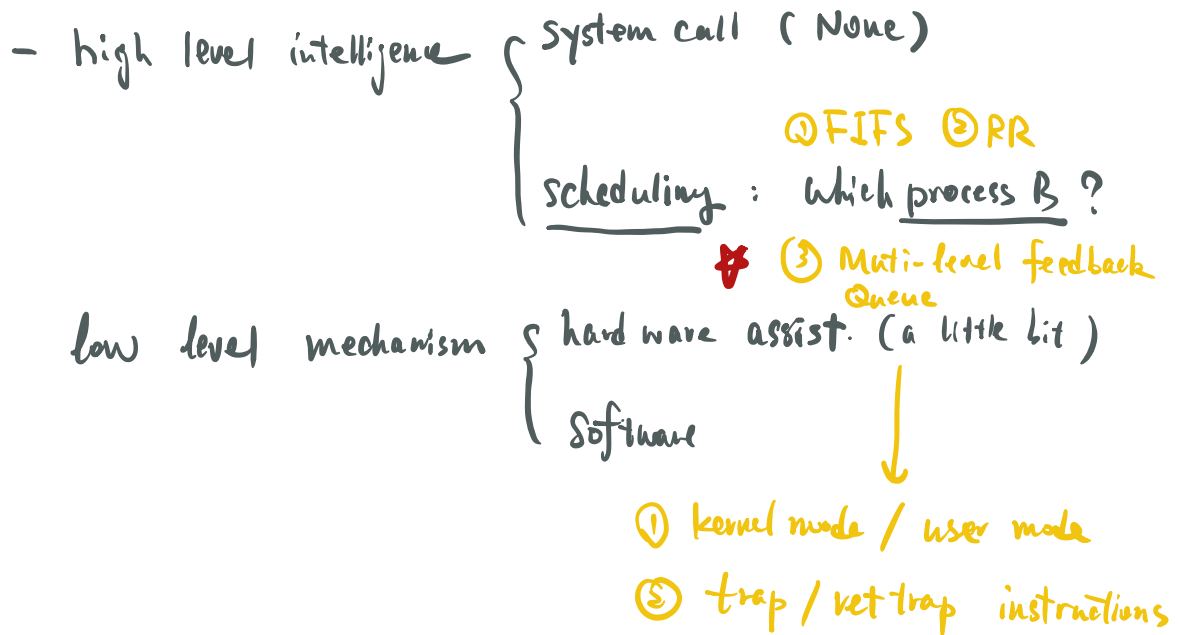 - high level intelligence { system call (None)
① FIFS ② RR
scheduling : which process B ?
③ Muti-level feedback
Queue
low level mechanism { hardware assist. (a little bit)
software
① kernel mode / user mode
② trap / ret trap instructions